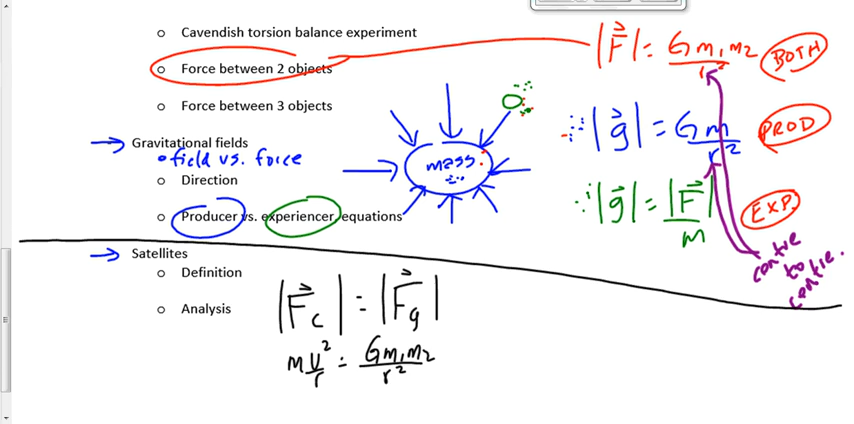 ○ Cavendish torsion balance experiment
○ Force between 2 objects
|F⃗| = Gm₁m₂/r² BOTH
○ Force between 3 objects
Gravitational fields
• field vs. force
○ Direction
○ Producer vs. experiencer equations
mass
|g⃗| = Gm/r² PROD
|g⃗| = |F⃗|/m EXP.
centre
to
centre.
Satellites
○ Definition
○ Analysis
|F⃗c| = |F⃗g|
mv²/r = Gm₁m₂/r²